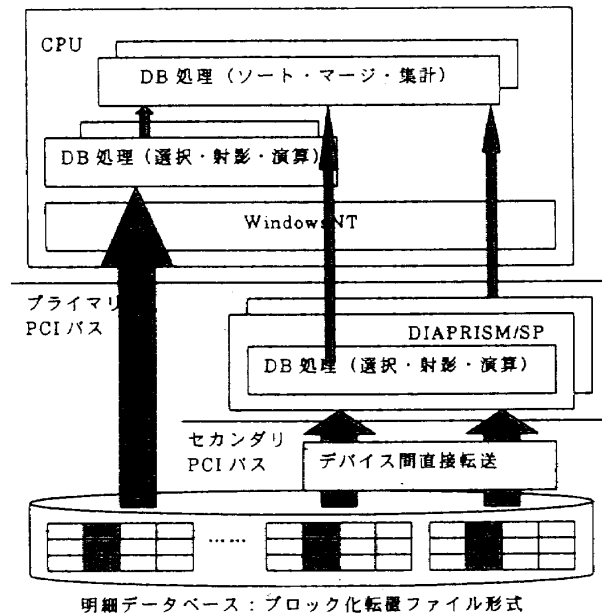 CPU
DB 処理（ソート・マージ・集計）
DB 処理（選択・射影・演算）
WindowsNT
プライマリ
PCI バス
DIAPRISM/SP
DB 処理（選択・射影・演算）
セカンダリ
PCI バス
デバイス間直接転送
……
明細データベース：ブロック化転置ファイル形式